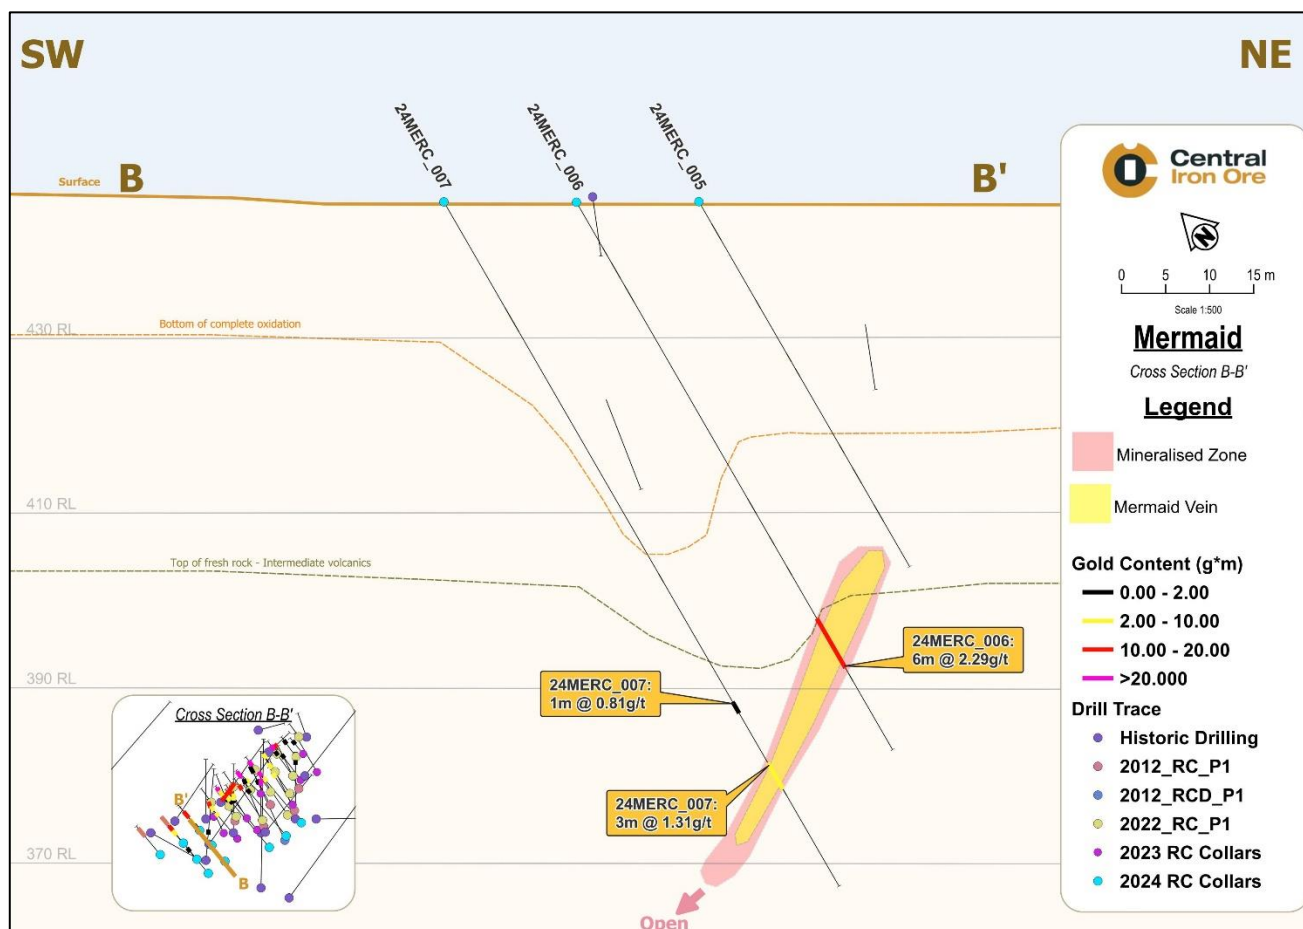 SW
NE
24MERC_007
24MERC_006
24MERC_005
B
B'
Surface
Bottom of complete oxidation
430 RL
410 RL
Top of fresh rock - Intermediate volcanics
390 RL
370 RL
24MERC_006:
6m @ 2.29g/t
24MERC_007:
1m @ 0.81g/t
24MERC_007:
3m @ 1.31g/t
Open
Cross Section B-B'
B'
B
Central
Iron Ore
N
0 5 10 15 m
Scale 1:500
Mermaid
Cross Section B-B'
Legend
Mineralised Zone
Mermaid Vein
Gold Content (g*m)
0.00 - 2.00
2.00 - 10.00
10.00 - 20.00
>20.000
Drill Trace
Historic Drilling
2012_RC_P1
2012_RCD_P1
2022_RC_P1
2023 RC Collars
2024 RC Collars